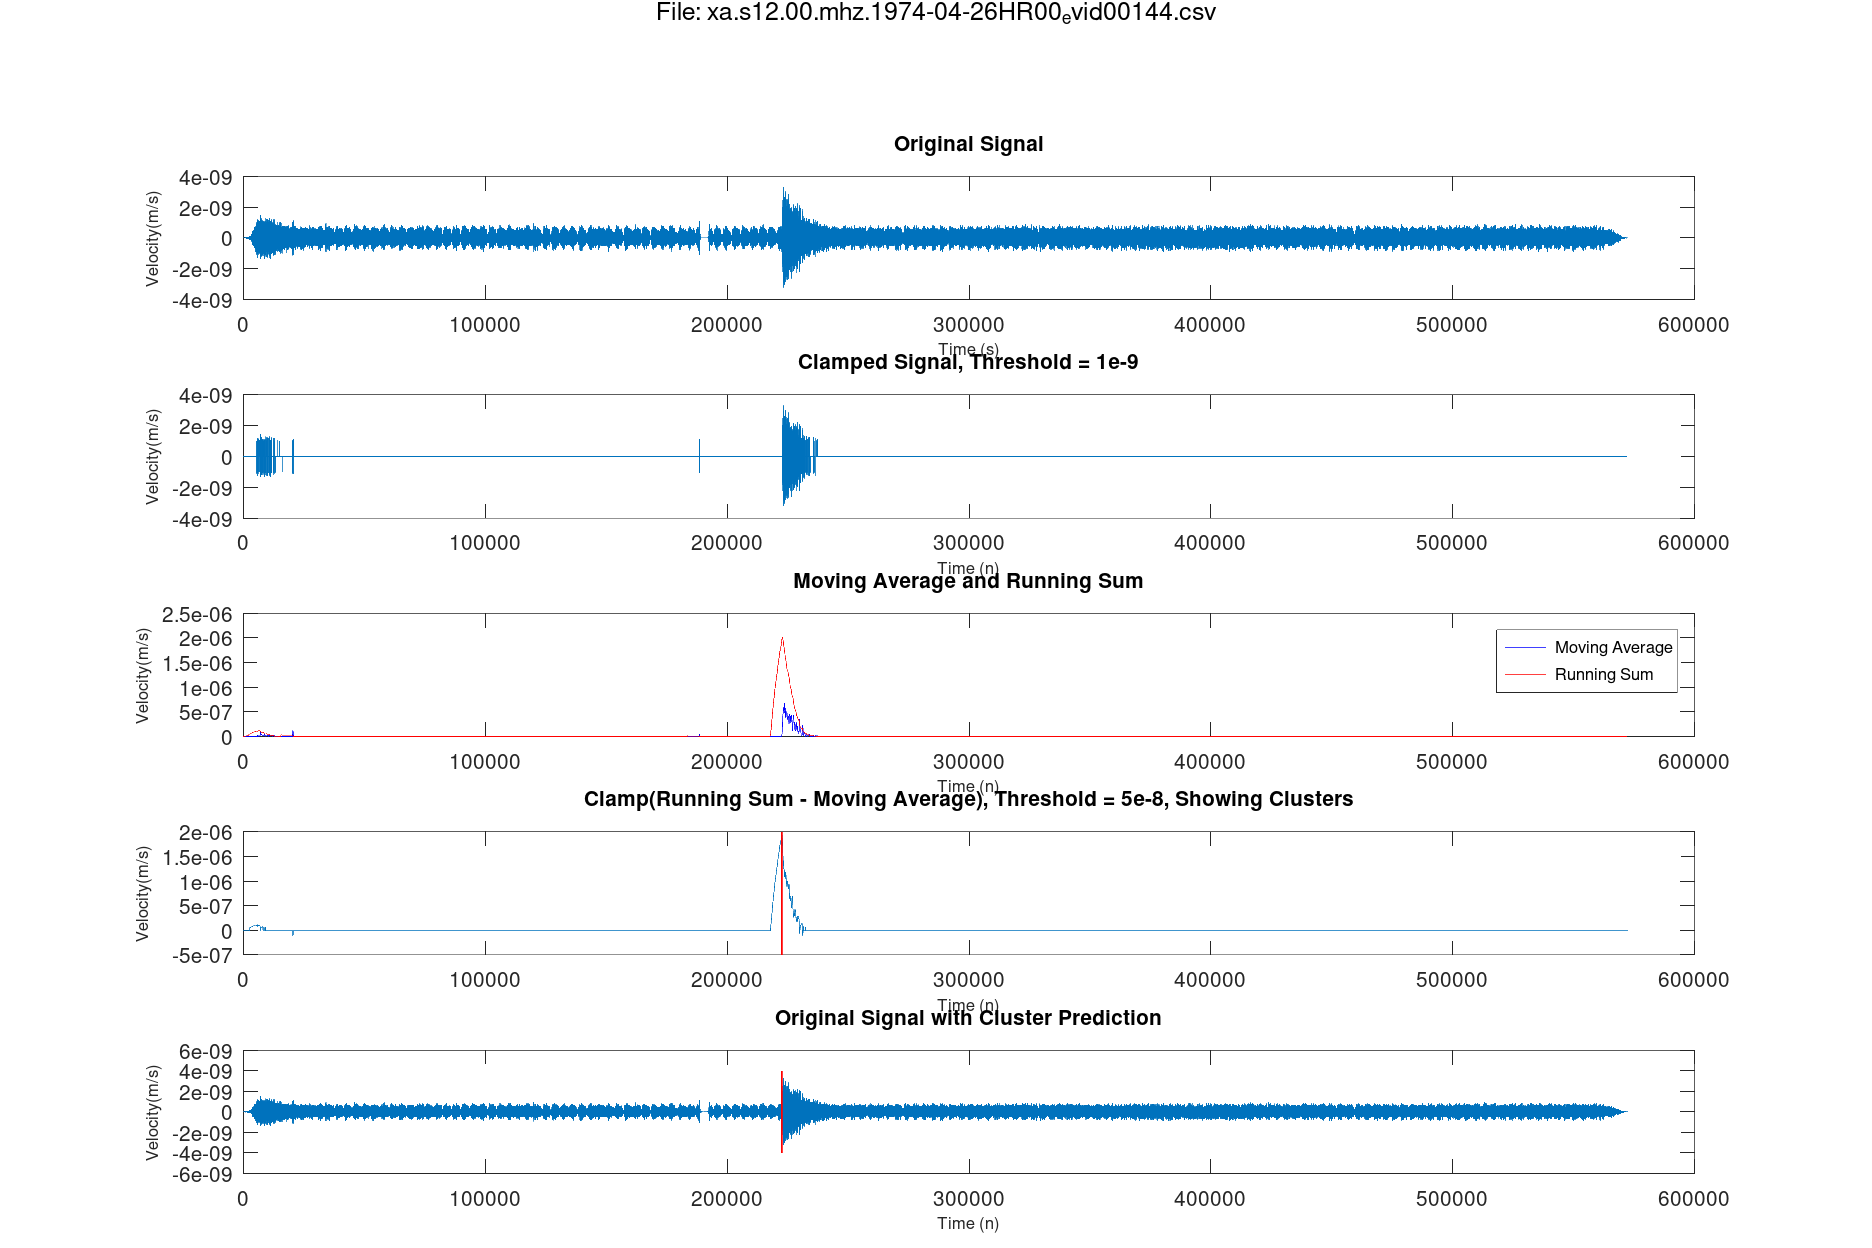 File: xa.s12.00.mhz.1974-04-26HR00evid00144.csv
Original Signal
Velocity(m/s)
4e-09
2e-09
0
-2e-09
-4e-09
0 100000 200000 300000 400000 500000 600000
Time (s)
Clamped Signal, Threshold = 1e-9
Velocity(m/s)
4e-09
2e-09
0
-2e-09
-4e-09
0 100000 200000 300000 400000 500000 600000
Time (n)
Moving Average and Running Sum
Velocity(m/s)
2.5e-06
2e-06
1.5e-06
1e-06
5e-07
0
Moving Average
Running Sum
0 100000 200000 300000 400000 500000 600000
Time (n)
Clamp(Running Sum - Moving Average), Threshold = 5e-8, Showing Clusters
Velocity(m/s)
2e-06
1.5e-06
1e-06
5e-07
0
-5e-07
0 100000 200000 300000 400000 500000 600000
Time (n)
Original Signal with Cluster Prediction
Velocity(m/s)
6e-09
4e-09
2e-09
0
-2e-09
-4e-09
-6e-09
0 100000 200000 300000 400000 500000 600000
Time (n)